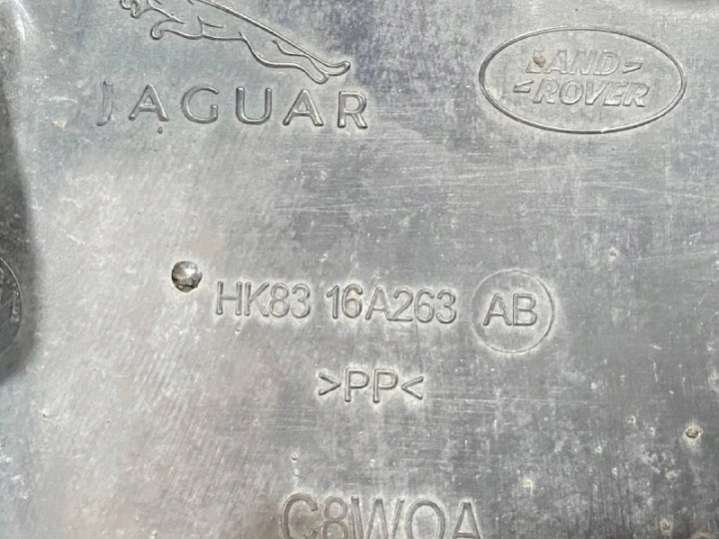 JAGUAR
LAND
ROVER
HK83 16A263 AB
>PP<
C8WOA